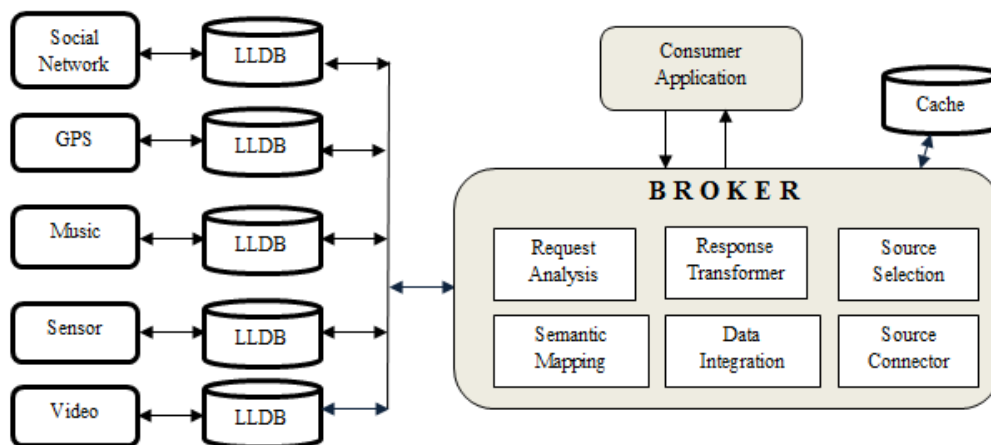 Social
Network
LLDB
GPS
LLDB
Music
LLDB
Sensor
LLDB
Video
LLDB
Consumer
Application
Cache
BROKER
Request
Analysis
Response
Transformer
Source
Selection
Semantic
Mapping
Data
Integration
Source
Connector